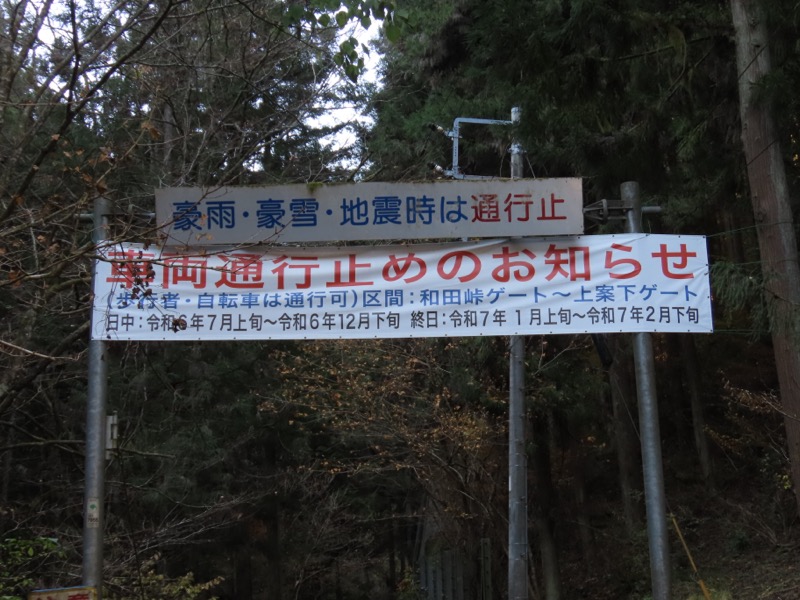 豪雨・豪雪・地震時は通行止
車両通行止めのお知らせ
(歩行者・自転車は通行可)区間:和田峠ゲート～上案下ゲート
日中:令和6年7月上旬～令和6年12月下旬 終日:令和7年 1月上旬～令和7年2月下旬